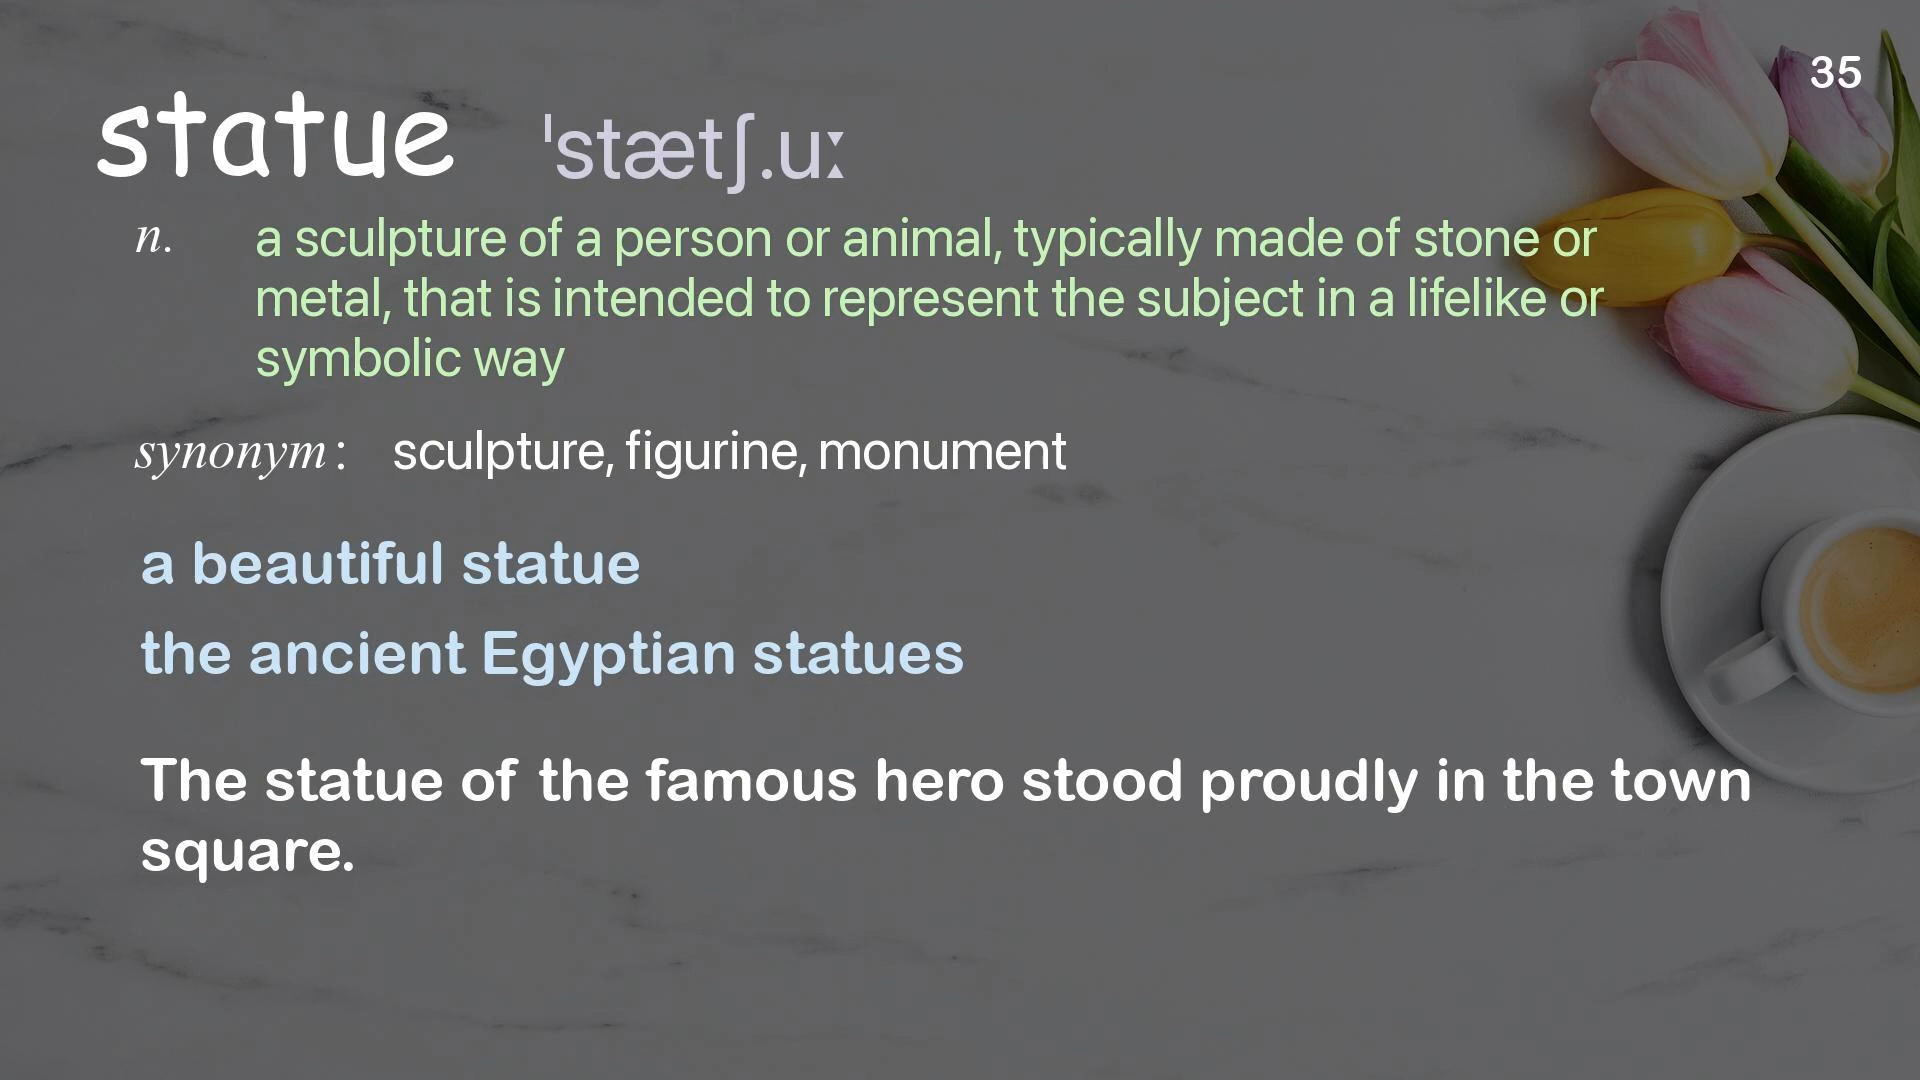 35
statue ˈstætʃ.uː
n. a sculpture of a person or animal, typically made of stone or
metal, that is intended to represent the subject in a lifelike or
symbolic way
synonym: sculpture, figurine, monument
a beautiful statue
the ancient Egyptian statues
The statue of the famous hero stood proudly in the town
square.